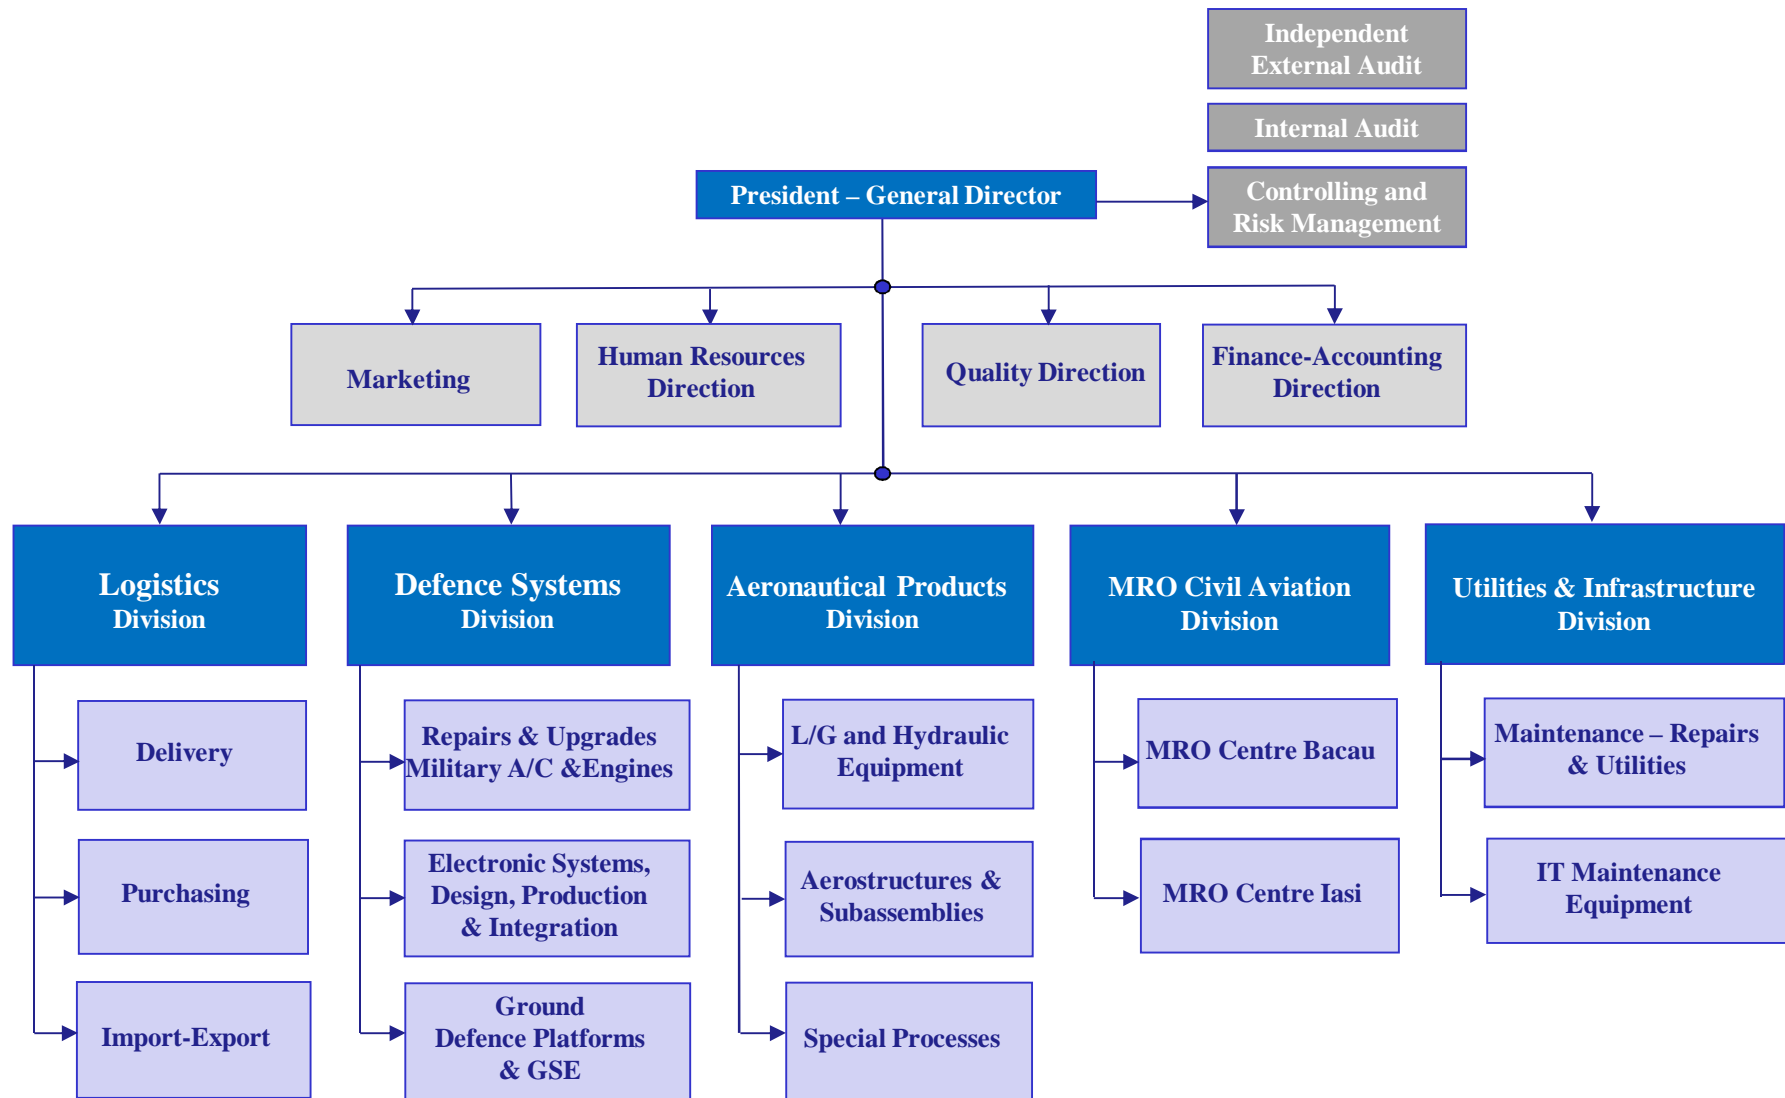 Independent
External Audit
Internal Audit
Controlling and
Risk Management
President – General Director
Marketing
Human Resources
Direction
Quality Direction
Finance-Accounting
Direction
Logistics
Division
Defence Systems
Division
Aeronautical Products
Division
MRO Civil Aviation
Division
Utilities & Infrastructure
Division
Delivery
Purchasing
Import-Export
Repairs & Upgrades
Military A/C &Engines
Electronic Systems,
Design, Production
& Integration
Ground
Defence Platforms
& GSE
L/G and Hydraulic
Equipment
Aerostructures &
Subassemblies
Special Processes
MRO Centre Bacau
MRO Centre Iasi
Maintenance – Repairs
& Utilities
IT Maintenance
Equipment